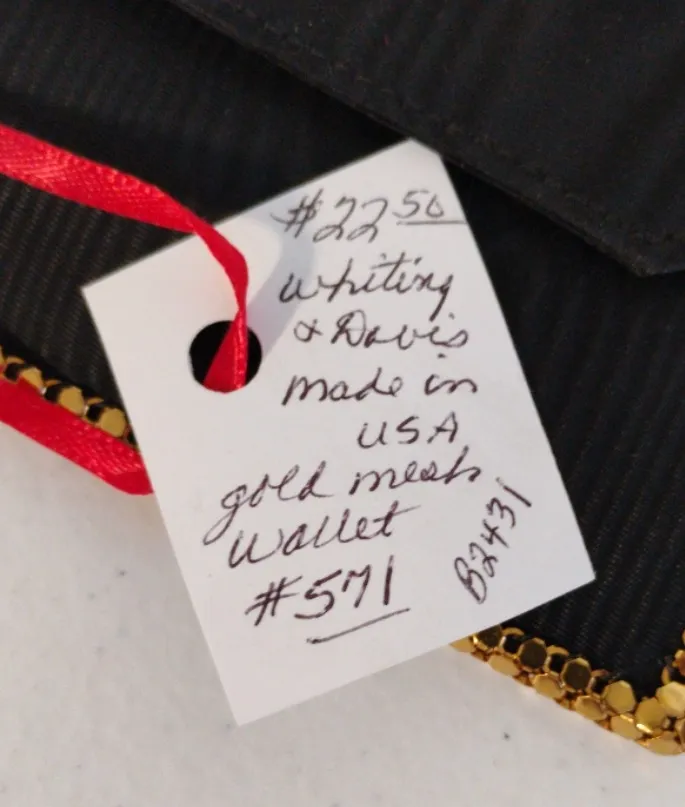 #22 50
Whiting
& Davis
made in
USA
gold mesh
Wallet
#571
B2431